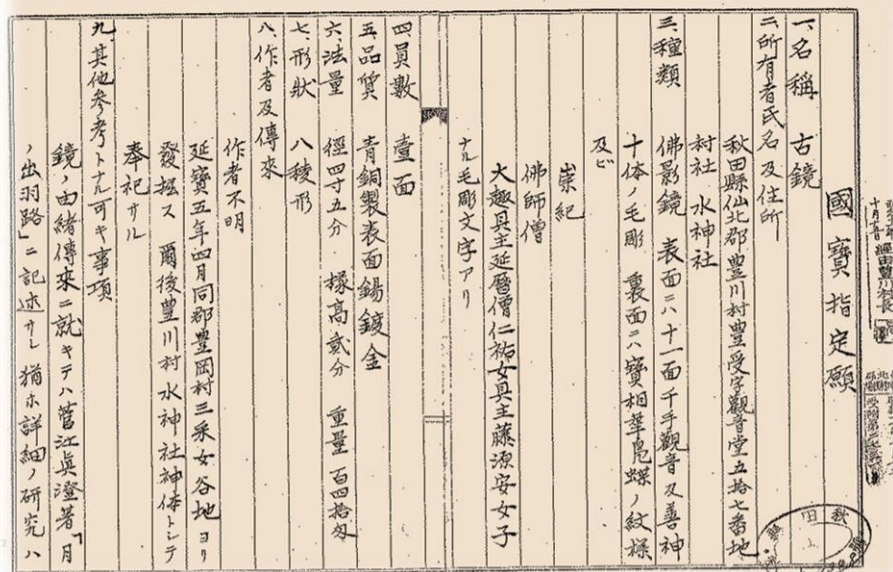 國寶指定願
一、名稱 古鏡
二、所有者氏名及住所
秋田縣仙北郡豊川村豊受字觀音堂五拾七番地
村社 水神社
三、種類 佛影鏡 表面ニハ十一面千手觀音及善神
十体ノ毛彫 裏面ニハ寶相華鳧蝶ノ紋様
及ビ
崇紀
佛師僧
大趣具主延暦僧仁祐女具主藤源安女子
ナル毛彫文字アリ
四、員數 壹面
五、品質 青銅製表面錫鍍金
六、法量 徑四寸五分 椽高貳分 重量 百四拾匁
七、形狀 八稜形
八、作者及傳來
作者不明
延寶五年四月同郡豊岡村三采女谷地ヨリ
發掘ス 爾後豊川村水神社神体トシテ
奉祀サル
九、其他参考トナル可キ事項
鏡ノ由緒傳來ニ就キテハ菅江眞澄著「月
ノ出羽路」ニ記述サレ猶ホ詳細ノ研究ハ